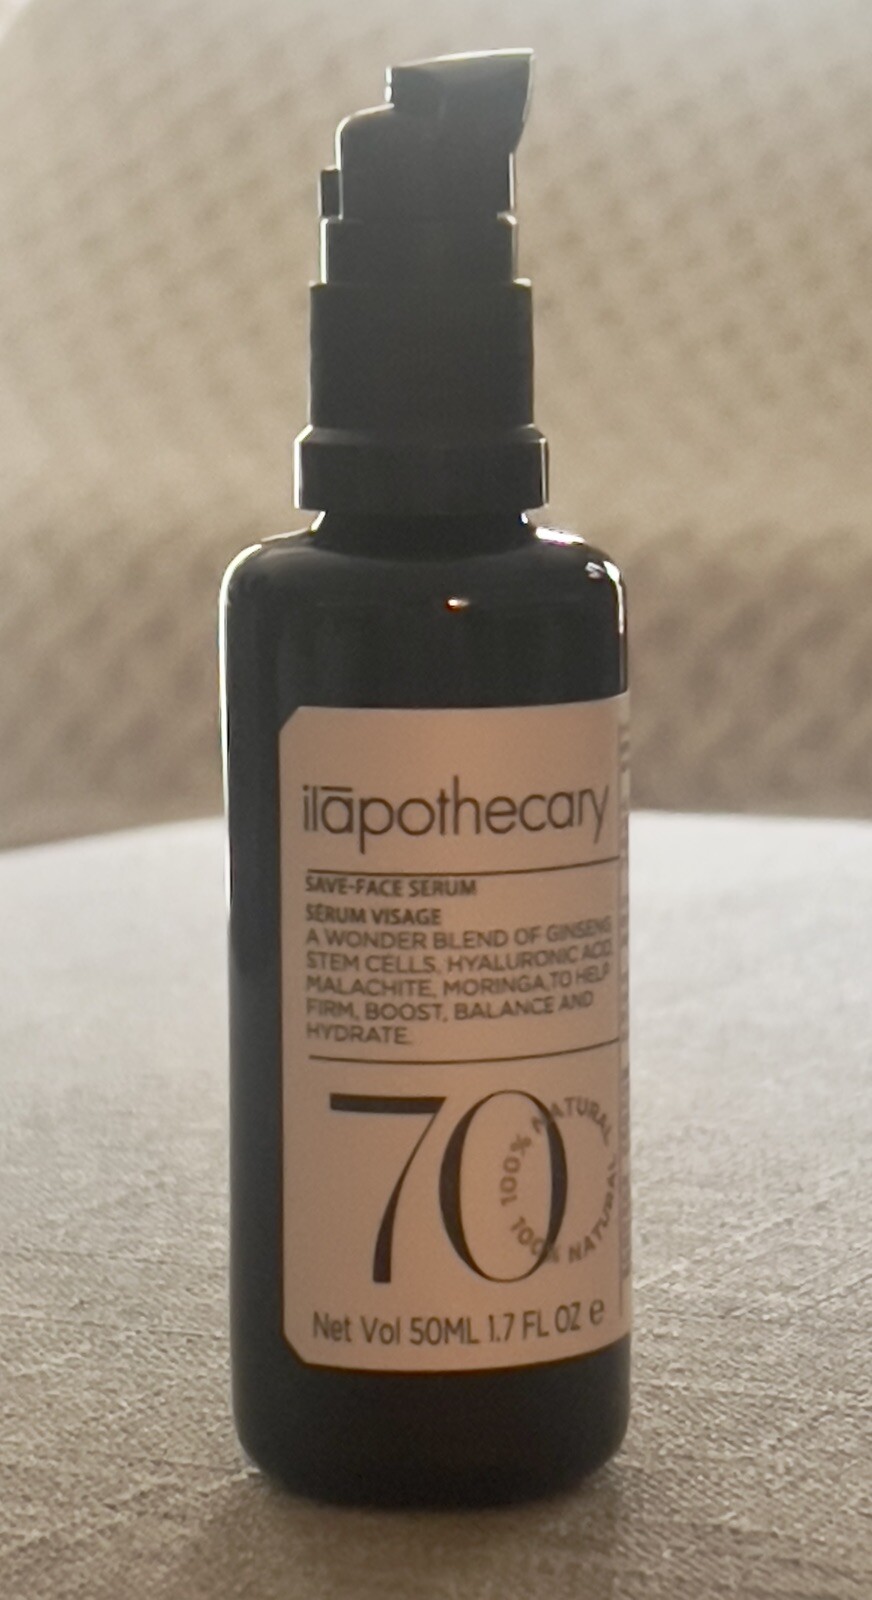 ilāpothecary
SAVE-FACE SERUM
SÉRUM VISAGE
A WONDER BLEND OF GINSENG
STEM CELLS, HYALURONIC ACID,
MALACHITE, MORINGA,TO HELP
FIRM, BOOST, BALANCE AND
HYDRATE.
70
100% NATURAL
100% NATURAL
Net Vol 50ML 1.7 FL OZ e